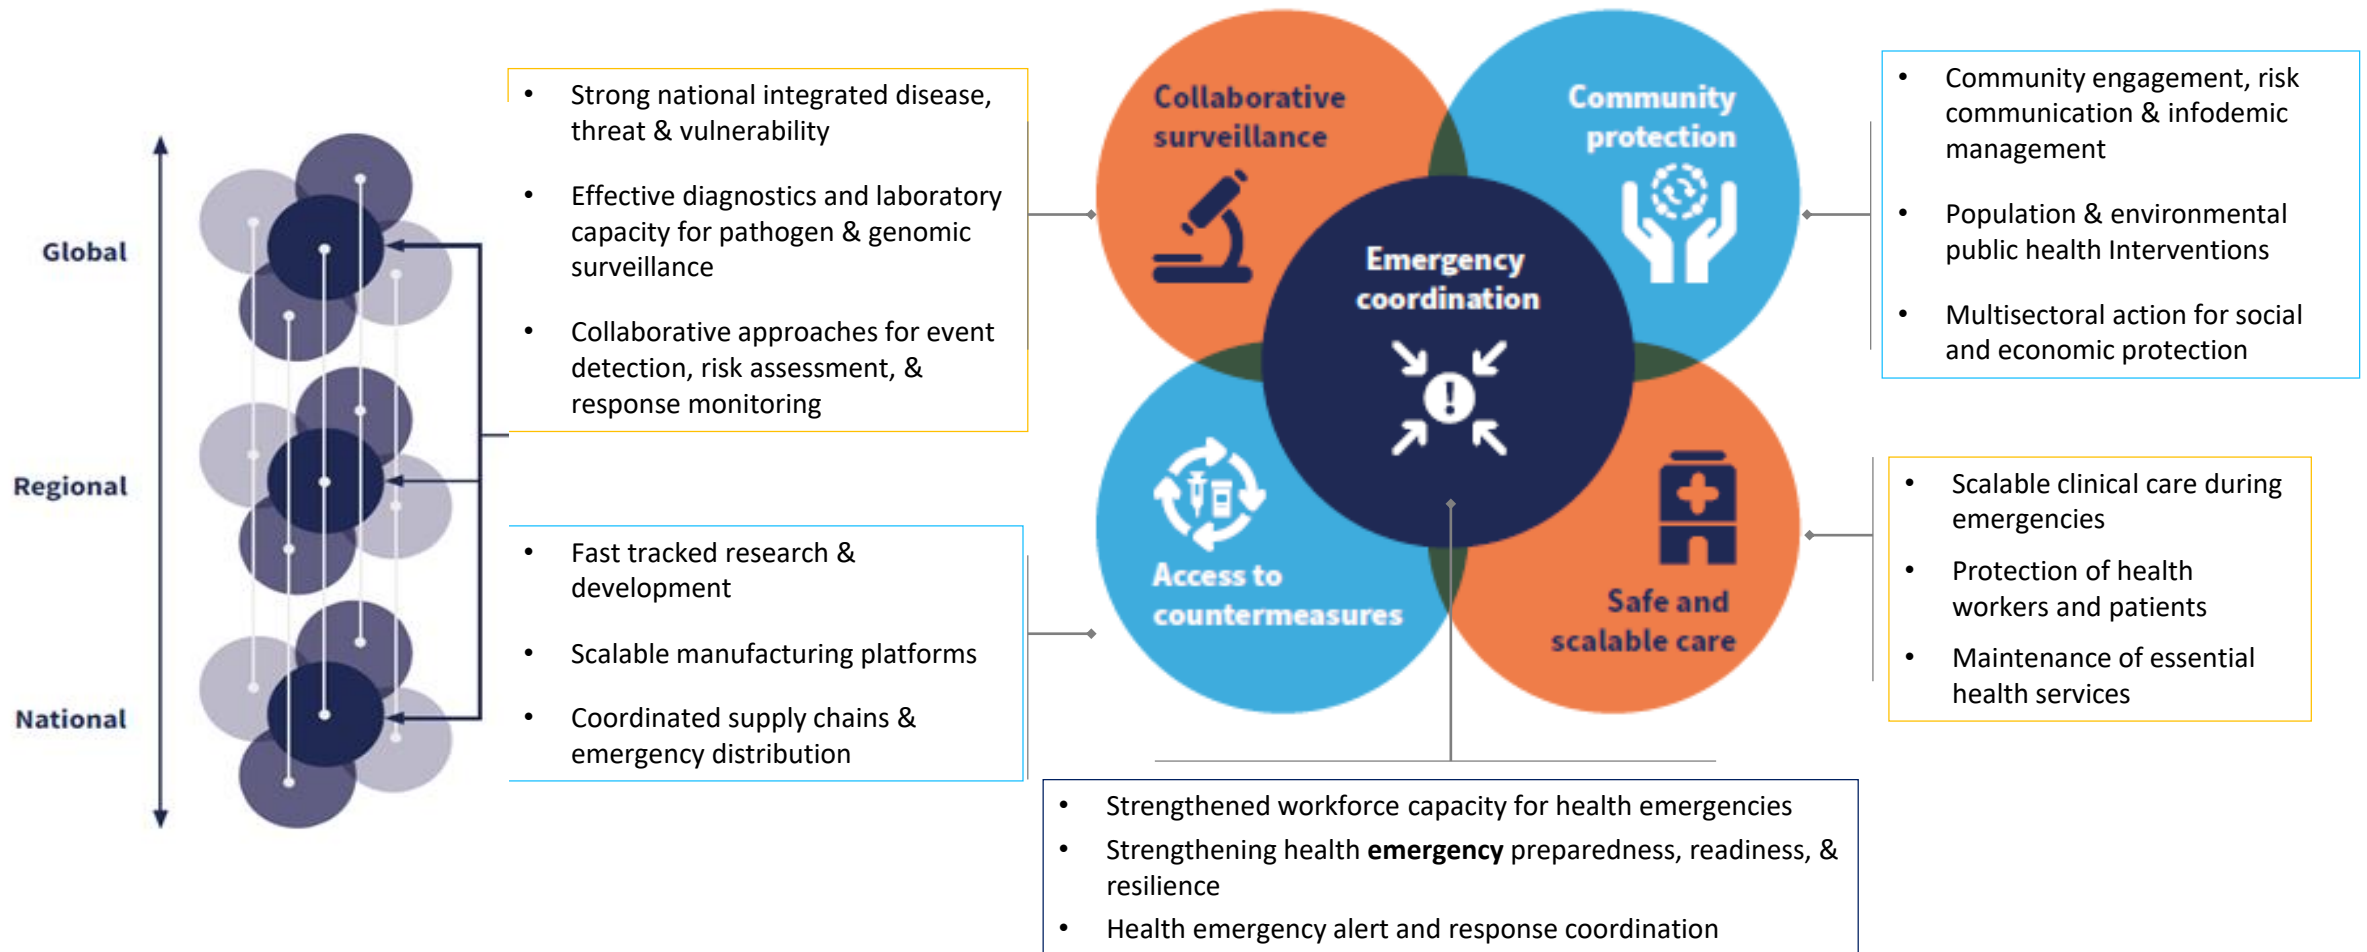 Global
Regional
National
• Strong national integrated disease,
threat & vulnerability
• Effective diagnostics and laboratory
capacity for pathogen & genomic
surveillance
• Collaborative approaches for event
detection, risk assessment, &
response monitoring
• Fast tracked research &
development
• Scalable manufacturing platforms
• Coordinated supply chains &
emergency distribution
Collaborative
surveillance
Community
protection
Emergency
coordination
!
Access to
countermeasures
Safe and
scalable care
• Community engagement, risk
communication & infodemic
management
• Population & environmental
public health Interventions
• Multisectoral action for social
and economic protection
• Scalable clinical care during
emergencies
• Protection of health
workers and patients
• Maintenance of essential
health services
• Strengthened workforce capacity for health emergencies
• Strengthening health emergency preparedness, readiness, &
resilience
• Health emergency alert and response coordination